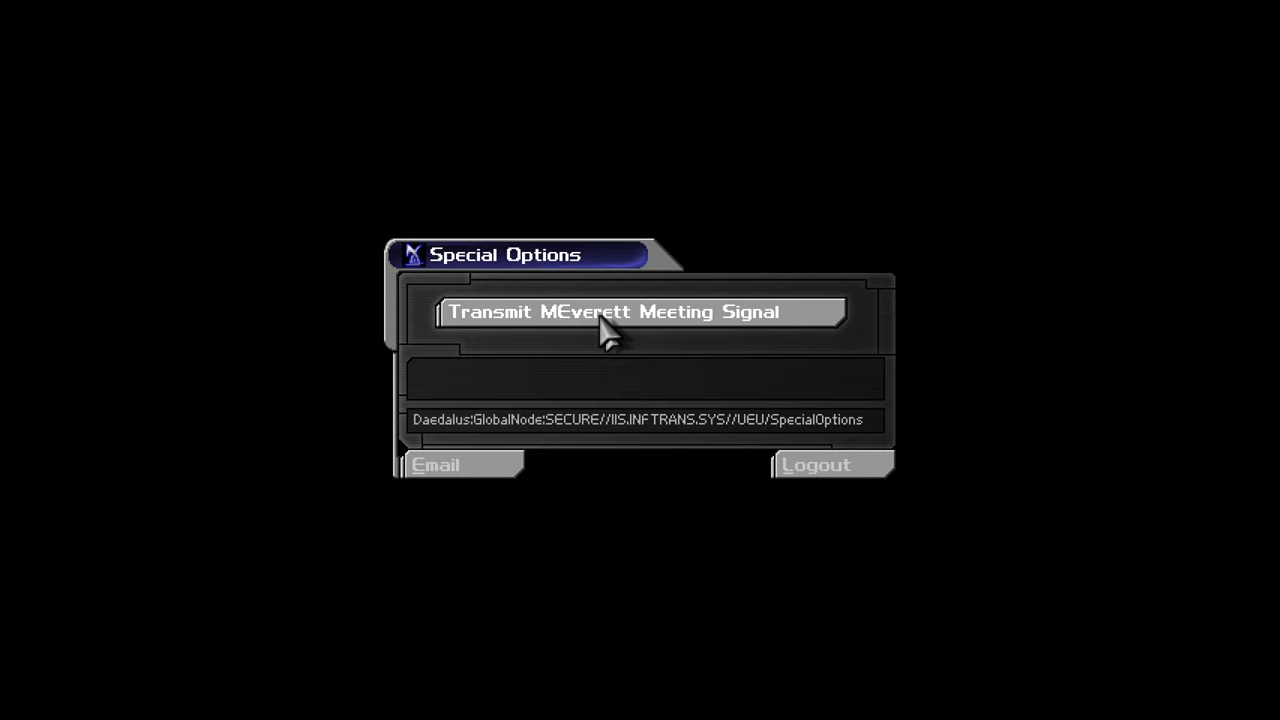 Special Options
Transmit MEverett Meeting Signal
Daedalus:GlobalNode:SECURE//IIS.INFTRANS.SYS//UEU/SpecialOptions
Email
Logout